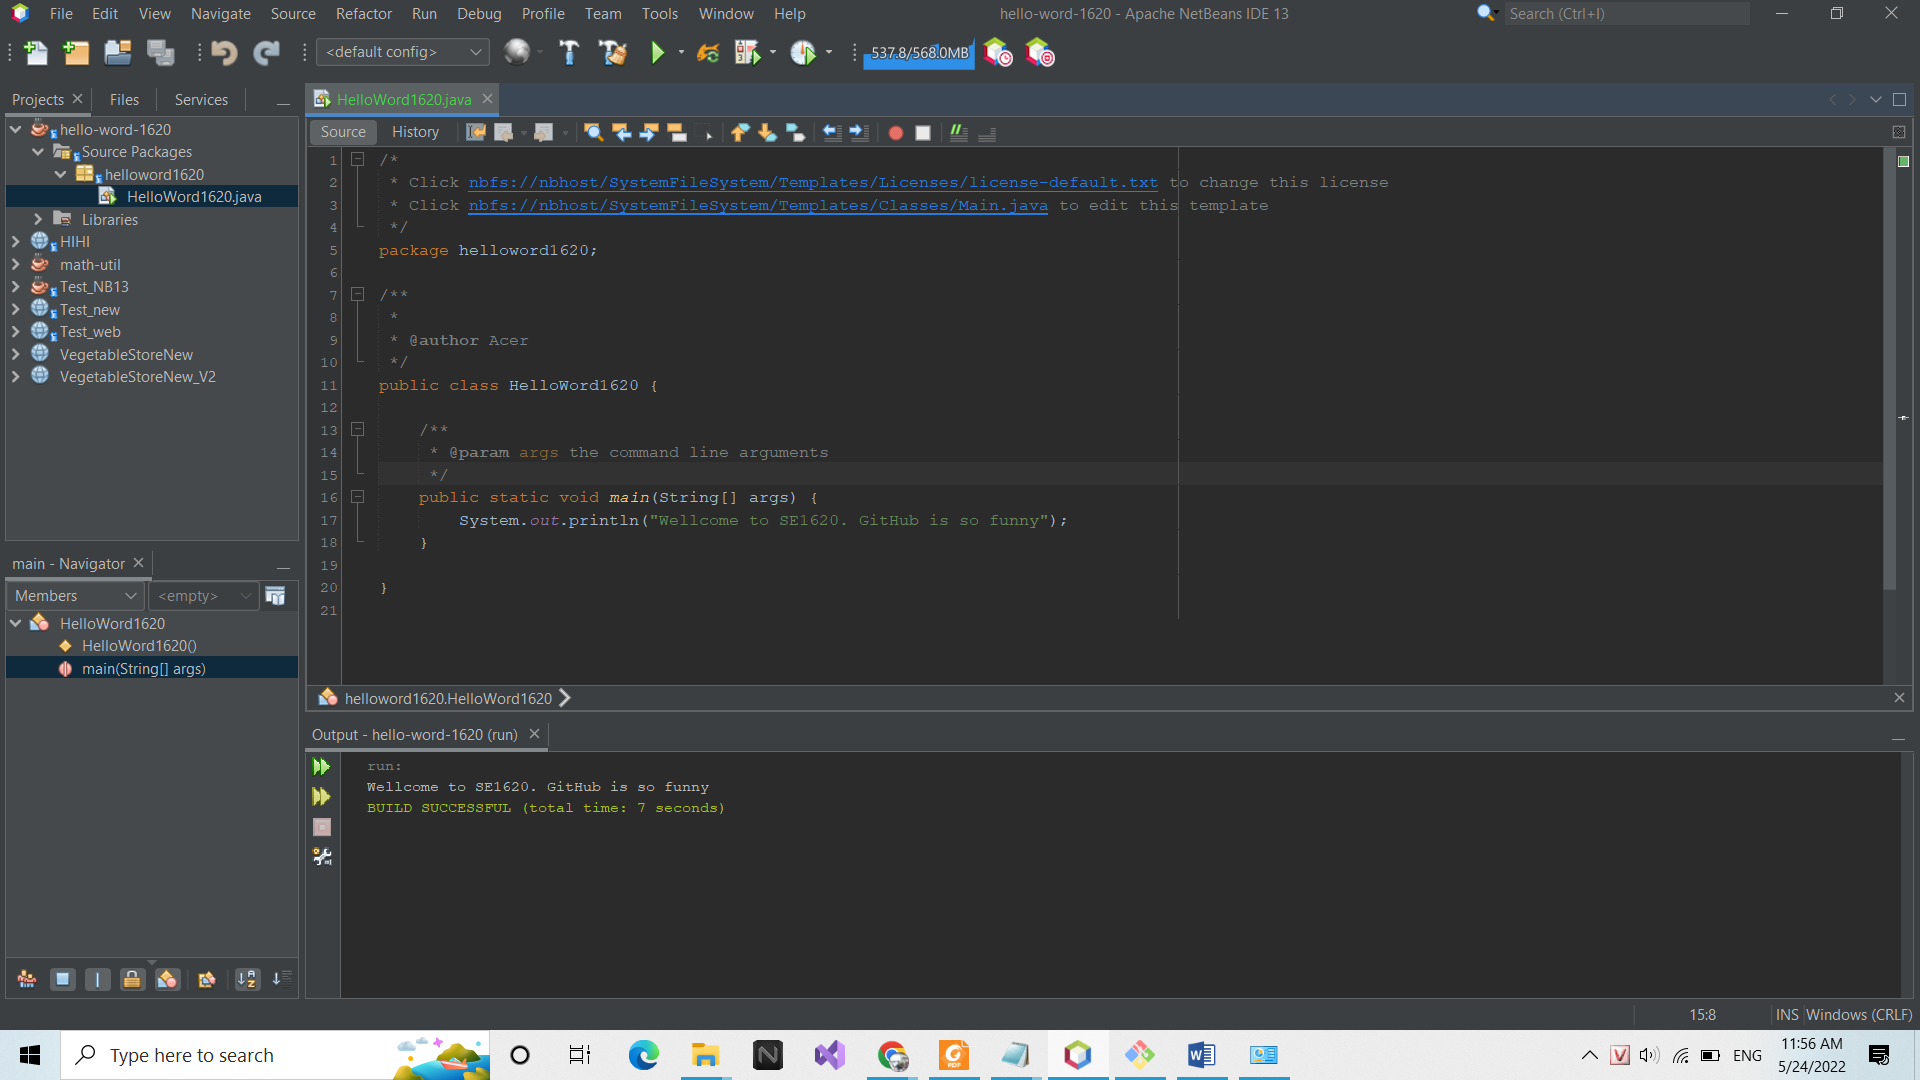 File Edit View Navigate Source Refactor Run Debug Profile Team Tools Window Help
hello-word-1620 - Apache NetBeans IDE 13
Search (Ctrl+I)
<default config>
537.8/568.0MB
Projects Files Services
hello-word-1620
Source Packages
helloword1620
HelloWord1620.java
Libraries
HIHI
math-util
Test_NB13
Test_new
Test_web
VegetableStoreNew
VegetableStoreNew_V2
main - Navigator
Members <empty>
HelloWord1620
HelloWord1620()
main(String[] args)
HelloWord1620.java
Source History
1 /*
2 * Click nbfs://nbhost/SystemFileSystem/Templates/Licenses/license-default.txt to change this license
3 * Click nbfs://nbhost/SystemFileSystem/Templates/Classes/Main.java to edit this template
4 */
5 package helloword1620;
6
7 /**
8 *
9 * @author Acer
10 */
11 public class HelloWord1620 {
12
13 /**
14 * @param args the command line arguments
15 */
16 public static void main(String[] args) {
17 System.out.println("Wellcome to SE1620. GitHub is so funny");
18 }
19
20 }
21
helloword1620.HelloWord1620
Output - hello-word-1620 (run)
run:
Wellcome to SE1620. GitHub is so funny
BUILD SUCCESSFUL (total time: 7 seconds)
15:8 INS Windows (CRLF)
Type here to search
ENG
11:56 AM
5/24/2022